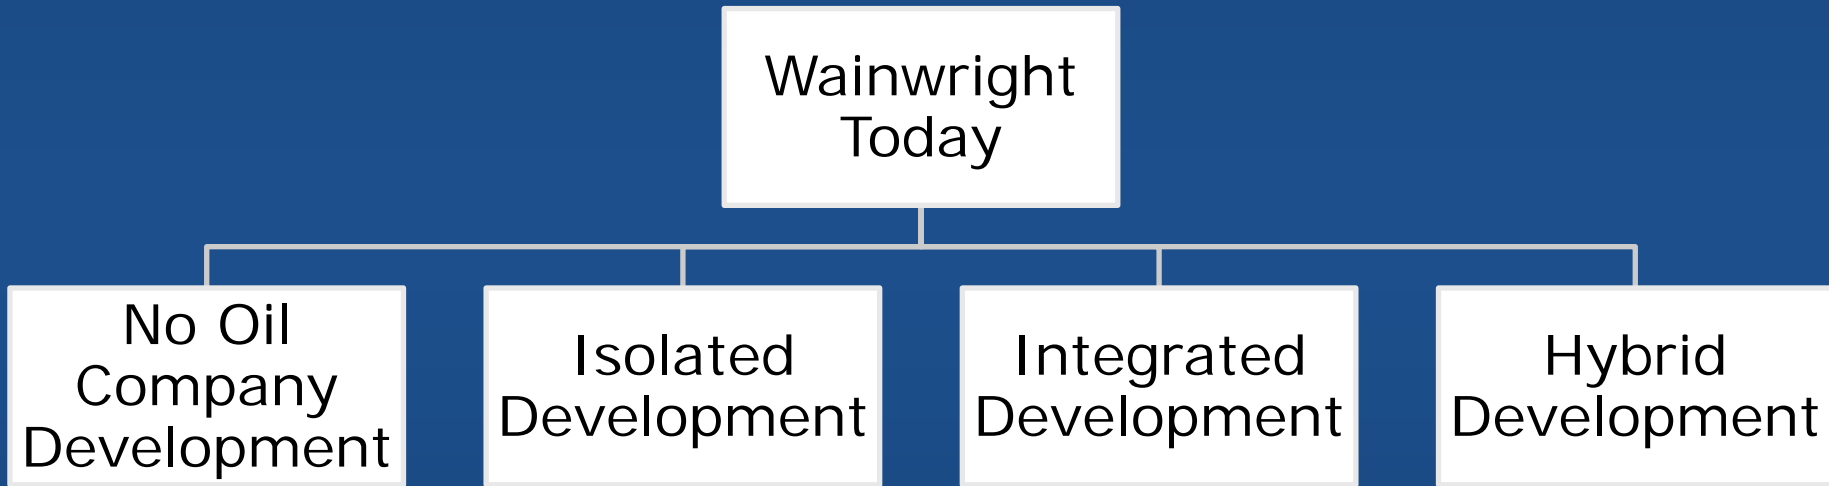 Wainwright
Today
No Oil
Company
Development
Isolated
Development
Integrated
Development
Hybrid
Development